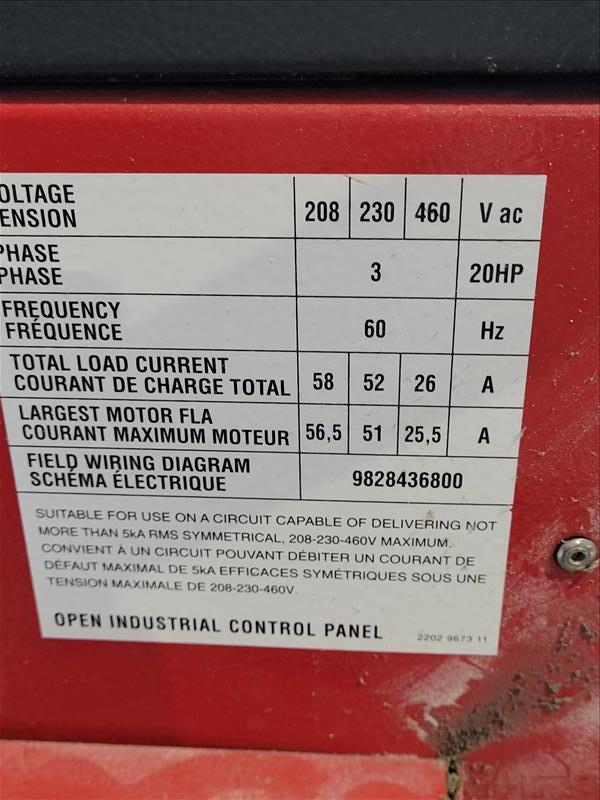 OLTAGE
ENSION
208 230 460 V ac
PHASE
PHASE
3 20HP
FREQUENCY
FRÉQUENCE
60 Hz
TOTAL LOAD CURRENT
COURANT DE CHARGE TOTAL
58 52 26 A
LARGEST MOTOR FLA
COURANT MAXIMUM MOTEUR
56,5 51 25,5 A
FIELD WIRING DIAGRAM
SCHÉMA ÉLECTRIQUE
9828436800
SUITABLE FOR USE ON A CIRCUIT CAPABLE OF DELIVERING NOT
MORE THAN 5kA RMS SYMMETRICAL, 208-230-460V MAXIMUM.
CONVIENT À UN CIRCUIT POUVANT DÉBITER UN COURANT DE
DÉFAUT MAXIMAL DE 5kA EFFICACES SYMÉTRIQUES SOUS UNE
TENSION MAXIMALE DE 208-230-460V.
OPEN INDUSTRIAL CONTROL PANEL
2202 9673 11